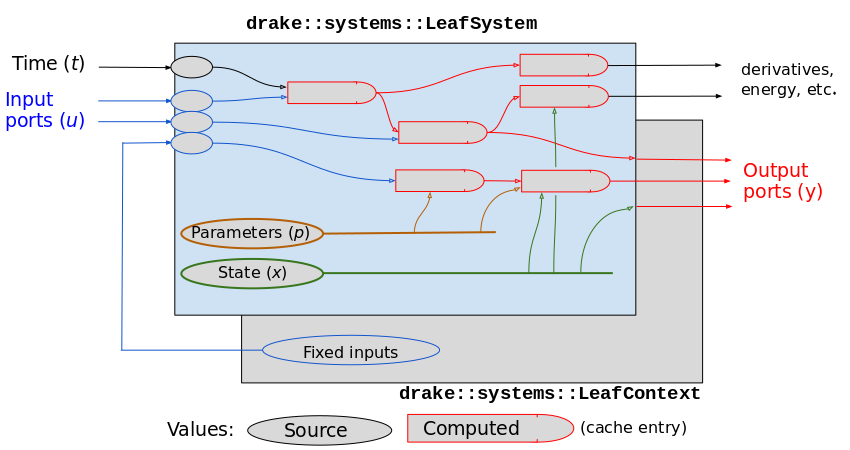 drake::systems::LeafSystem
Time (t)
derivatives,
energy, etc.
Input
ports (u)
Output
ports (y)
Parameters (p)
State (x)
Fixed inputs
drake::systems::LeafContext
Values:
Source
Computed
(cache entry)